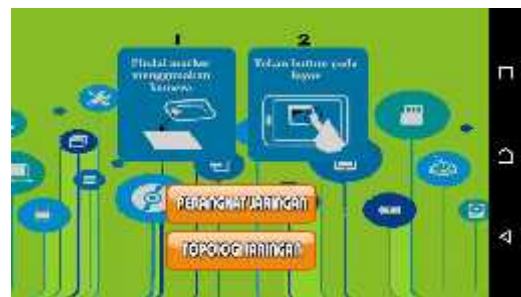 1
Pindai marker
menggunakan
kamera
2
Tekan button pada
layar
PERANGKAT JARINGAN
TOPOLOGI JARINGAN